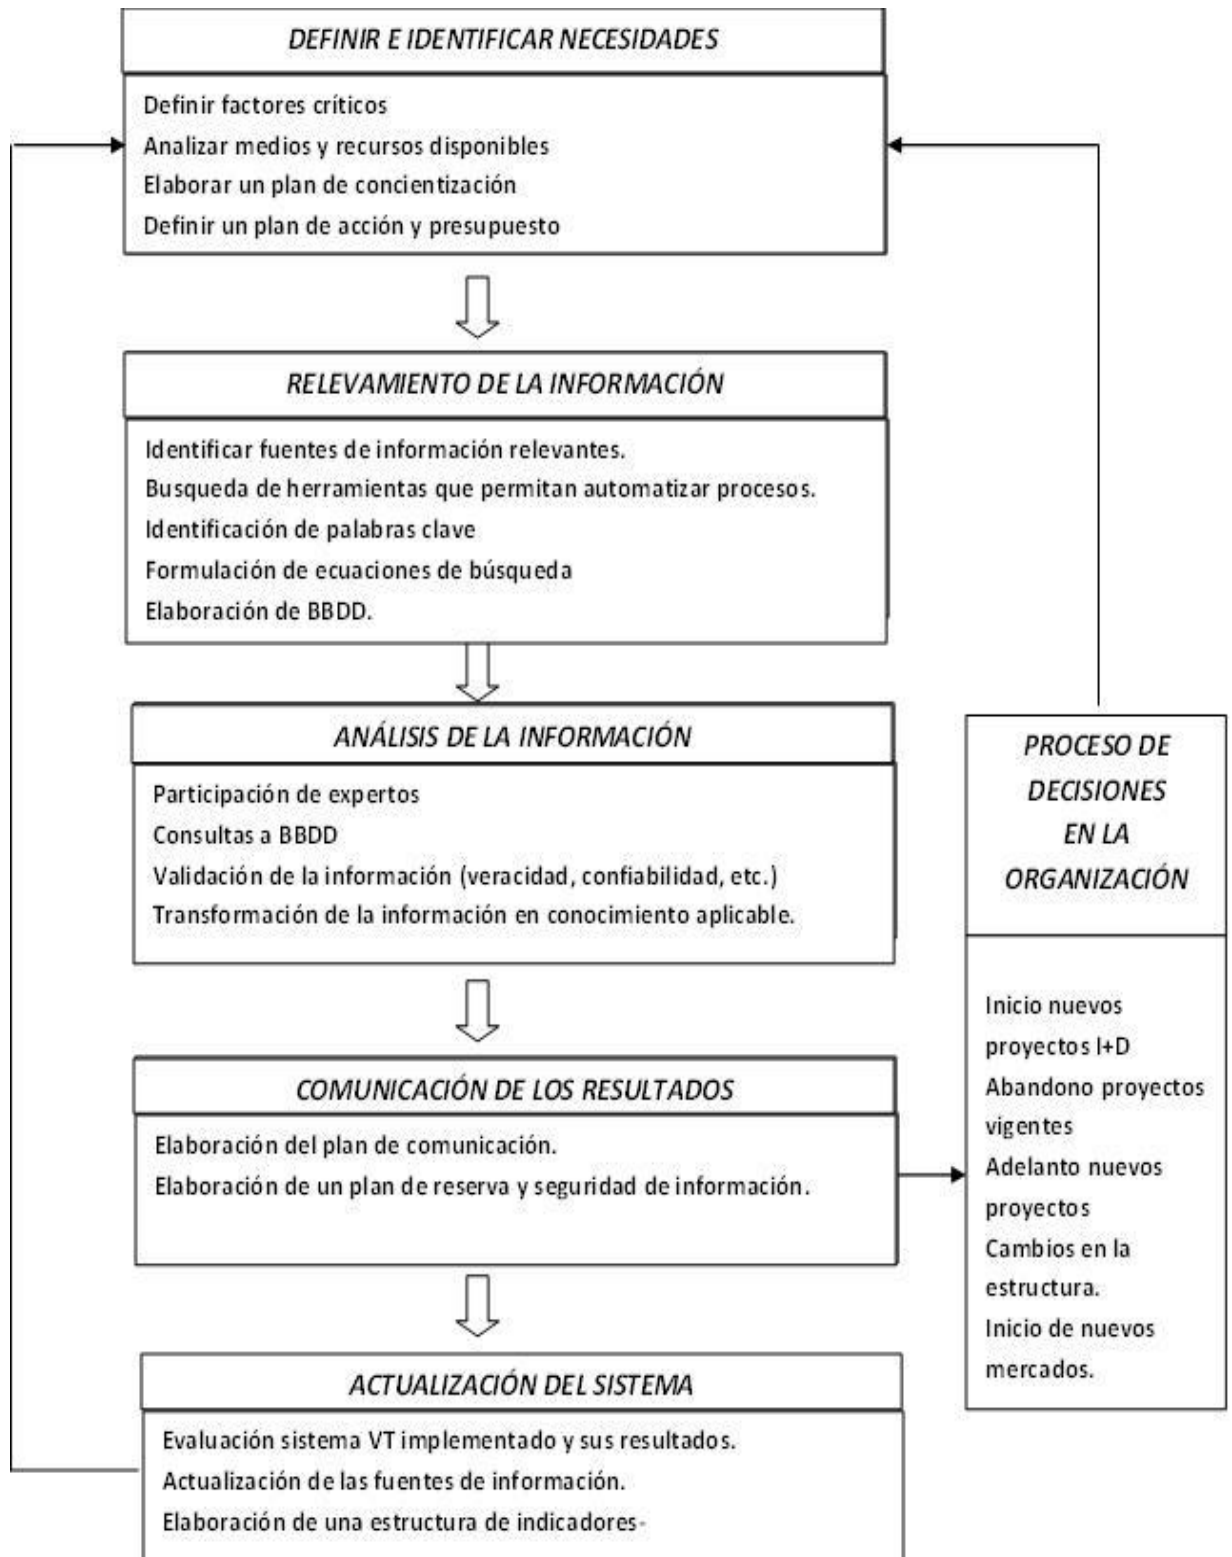 DEFINIR E IDENTIFICAR NECESIDADES
Definir factores críticos
Analizar medios y recursos disponibles
Elaborar un plan de concientización
Definir un plan de acción y presupuesto
RELEVAMIENTO DE LA INFORMACIÓN
Identificar fuentes de información relevantes.
Busqueda de herramientas que permitan automatizar procesos.
Identificación de palabras clave
Formulación de ecuaciones de búsqueda
Elaboración de BBDD.
ANÁLISIS DE LA INFORMACIÓN
Participación de expertos
Consultas a BBDD
Validación de la información (veracidad, confiabilidad, etc.)
Transformación de la información en conocimiento aplicable.
COMUNICACIÓN DE LOS RESULTADOS
Elaboración del plan de comunicación.
Elaboración de un plan de reserva y seguridad de información.
ACTUALIZACIÓN DEL SISTEMA
Evaluación sistema VT implementado y sus resultados.
Actualización de las fuentes de información.
Elaboración de una estructura de indicadores-
PROCESO DE
DECISIONES
EN LA
ORGANIZACIÓN
Inicio nuevos
proyectos I+D
Abandono proyectos
vigentes
Adelanto nuevos
proyectos
Cambios en la
estructura.
Inicio de nuevos
mercados.